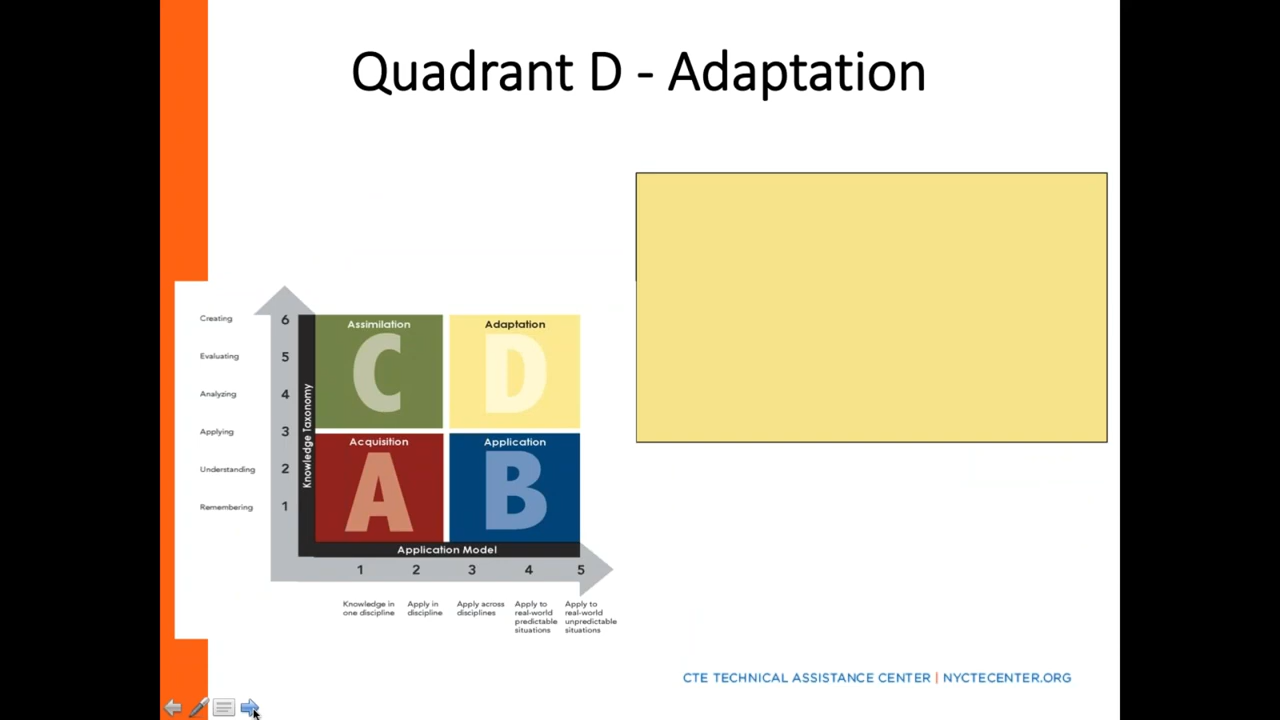 Quadrant D - Adaptation
Creating
6
Evaluating
5
Analyzing
4
Applying
3
Understanding
2
Remembering
1
Knowledge Taxonomy
Assimilation
C
Adaptation
D
Acquisition
A
Application
B
Application Model
1 2 3 4 5
Knowledge in
one discipline
Apply in
discipline
Apply across
disciplines
Apply to
real-world
predictable
situations
Apply to
real-world
unpredictable
situations
CTE TECHNICAL ASSISTANCE CENTER | NYCTECENTER.ORG